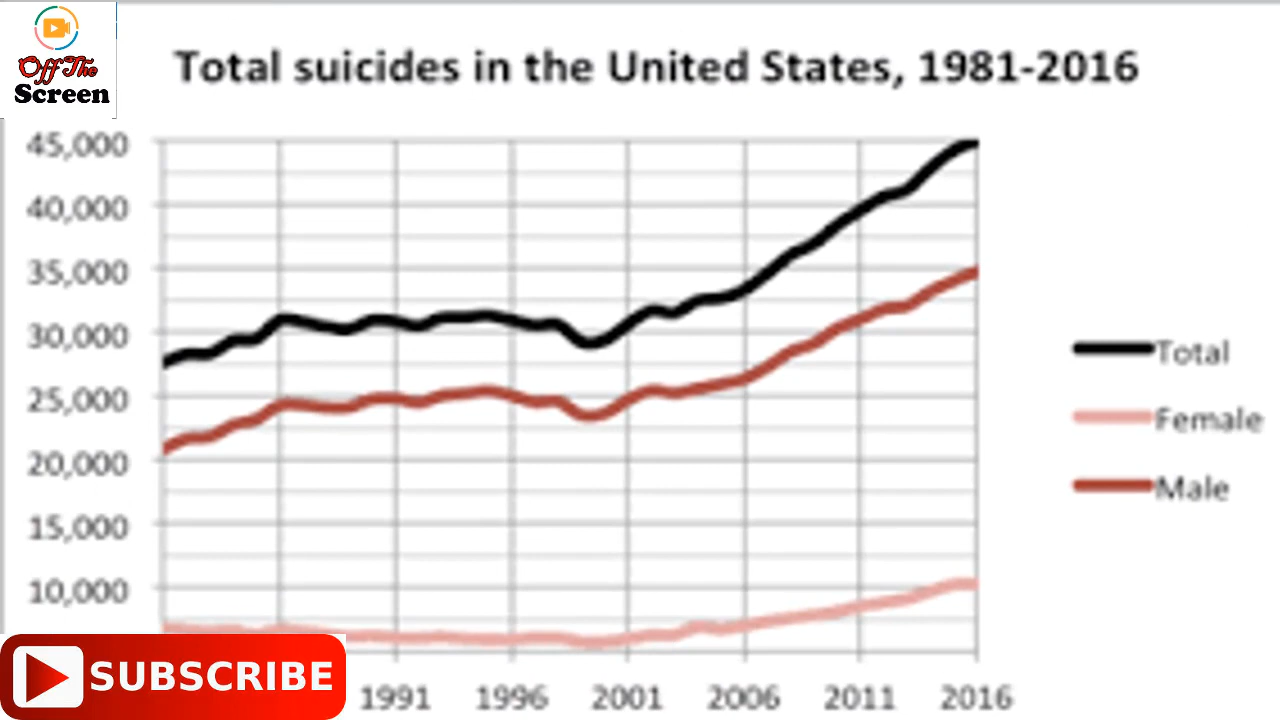 Off The
Screen
Total suicides in the United States, 1981-2016
45,000
40,000
35,000
30,000
25,000
20,000
15,000
10,000
Total
Female
Male
SUBSCRIBE
1991 1996 2001 2006 2011 2016